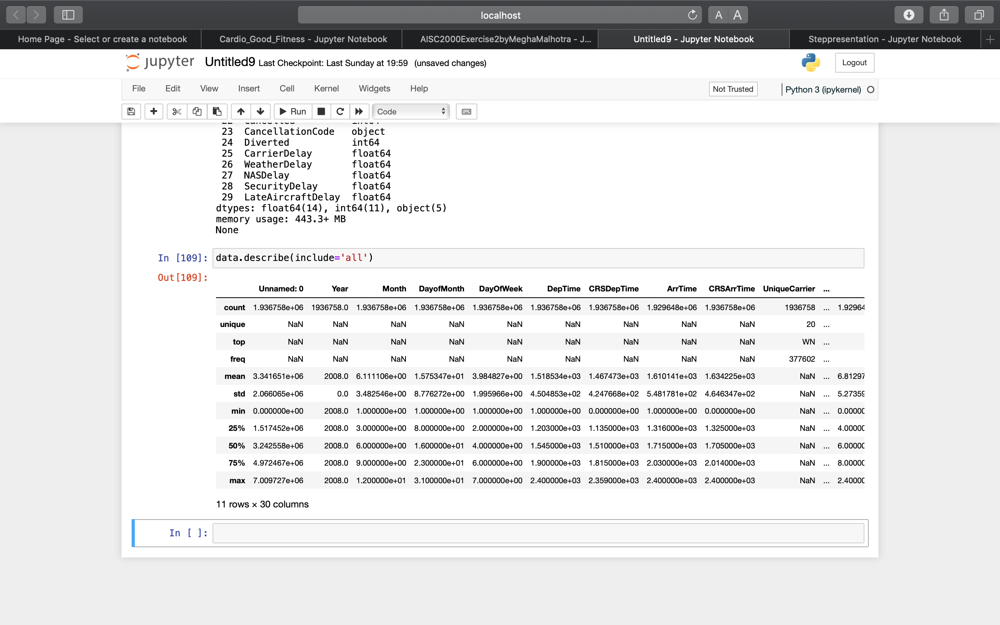 localhost
A A
Home Page - Select or create a notebook
Cardio_Good_Fitness - Jupyter Notebook
AISC2000Exercise2byMeghaMalhotra - J...
Untitled9 - Jupyter Notebook
Steppresentation - Jupyter Notebook
jupyter Untitled9 Last Checkpoint: Last Sunday at 19:59 (unsaved changes)
Logout
File Edit View Insert Cell Kernel Widgets Help
Not Trusted
Python 3 (ipykernel)
Run
Code
22 Cancelled int64
23 CancellationCode object
24 Diverted int64
25 CarrierDelay float64
26 WeatherDelay float64
27 NASDelay float64
28 SecurityDelay float64
29 LateAircraftDelay float64
dtypes: float64(14), int64(11), object(5)
memory usage: 443.3+ MB
None
In [109]: data.describe(include='all')
Out[109]:
Unnamed: 0 Year Month DayofMonth DayOfWeek DepTime CRSDepTime ArrTime CRSArrTime UniqueCarrier ...
count 1.936758e+06 1936758.0 1.936758e+06 1.936758e+06 1.936758e+06 1.936758e+06 1.936758e+06 1.929648e+06 1.936758e+06 1936758 ... 1.92964
unique NaN NaN NaN NaN NaN NaN NaN NaN NaN 20 ...
top NaN NaN NaN NaN NaN NaN NaN NaN NaN WN ...
freq NaN NaN NaN NaN NaN NaN NaN NaN NaN 377602 ...
mean 3.341651e+06 2008.0 6.111106e+00 1.575347e+01 3.984827e+00 1.518534e+03 1.467473e+03 1.610141e+03 1.634225e+03 NaN ... 6.81297
std 2.066065e+06 0.0 3.482546e+00 8.776272e+00 1.995966e+00 4.504853e+02 4.247668e+02 5.481781e+02 4.646347e+02 NaN ... 5.27359
min 0.000000e+00 2008.0 1.000000e+00 1.000000e+00 1.000000e+00 1.000000e+00 0.000000e+00 1.000000e+00 0.000000e+00 NaN ... 0.00000
25% 1.517452e+06 2008.0 3.000000e+00 8.000000e+00 2.000000e+00 1.203000e+03 1.135000e+03 1.316000e+03 1.325000e+03 NaN ... 4.00000
50% 3.242558e+06 2008.0 6.000000e+00 1.600000e+01 4.000000e+00 1.545000e+03 1.510000e+03 1.715000e+03 1.705000e+03 NaN ... 6.00000
75% 4.972467e+06 2008.0 9.000000e+00 2.300000e+01 6.000000e+00 1.900000e+03 1.815000e+03 2.030000e+03 2.014000e+03 NaN ... 8.00000
max 7.009727e+06 2008.0 1.200000e+01 3.100000e+01 7.000000e+00 2.400000e+03 2.359000e+03 2.400000e+03 2.400000e+03 NaN ... 2.40000
11 rows × 30 columns
In [ ]: